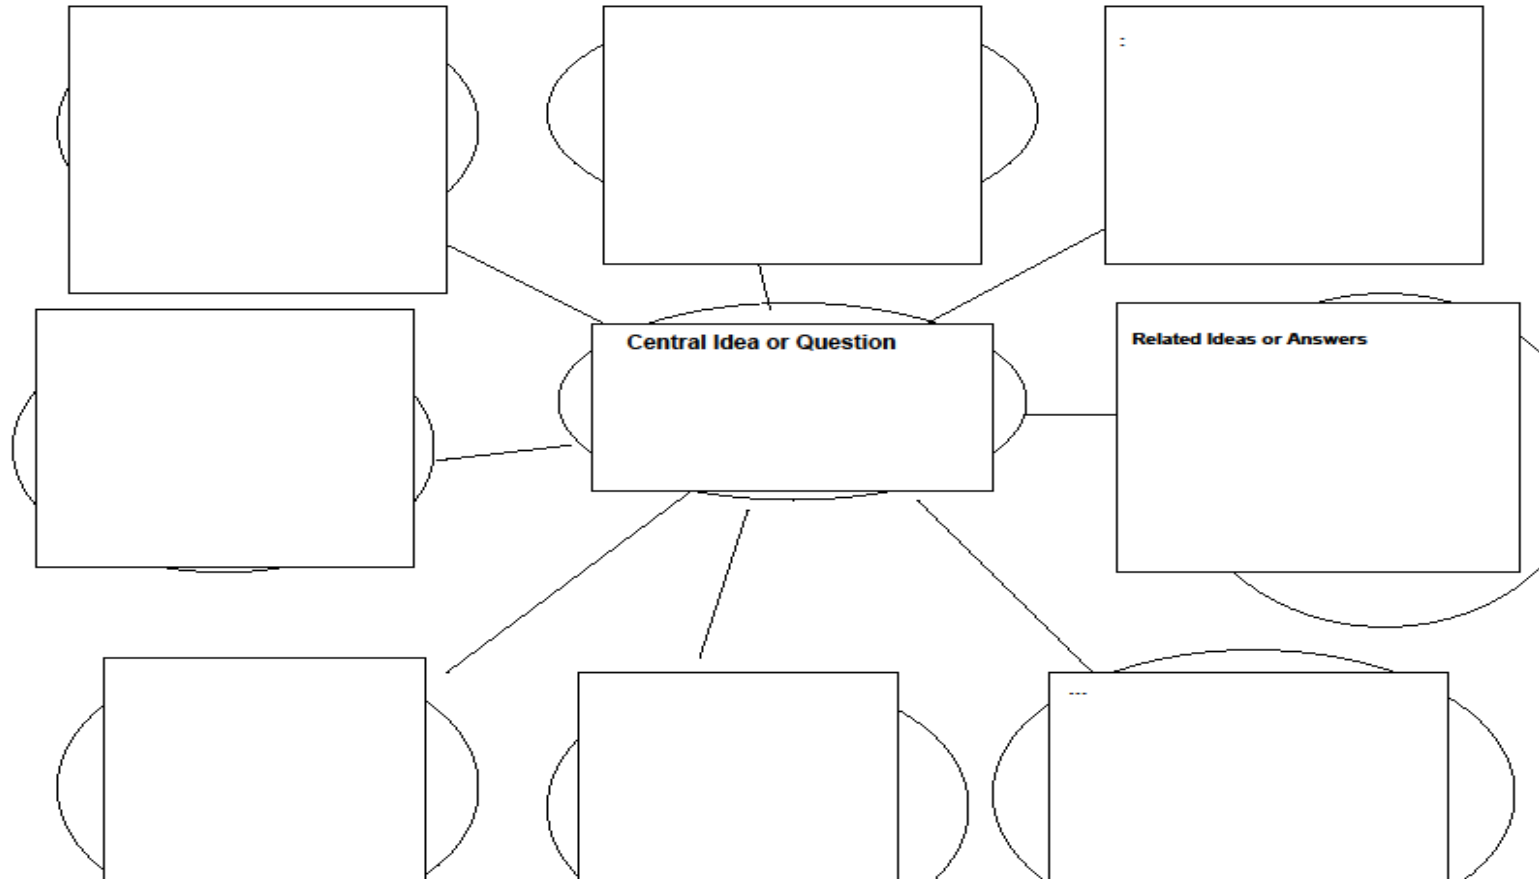 :
Central Idea or Question
Related Ideas or Answers
---